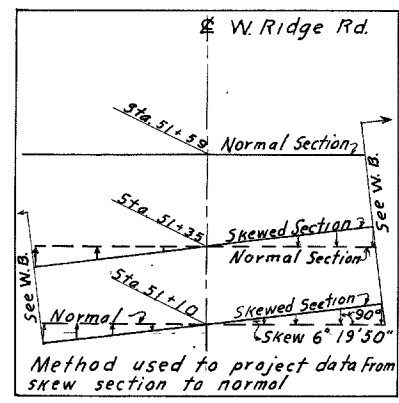 ℄ W. Ridge Rd.
Sta. 51+59
Normal Section
See W.B.
Sta. 51+35
Skewed Section
Normal Section
See W.B.
Sta. 51+10
Normal
Skewed Section
90°
Skew 6° 19' 50"
Method used to project data from
skew section to normal